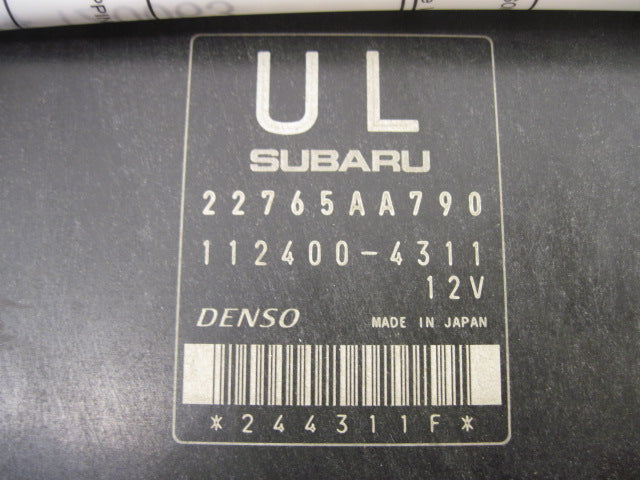 UL
SUBARU
22765AA790
112400-4311
12V
DENSO MADE IN JAPAN
*244311F*